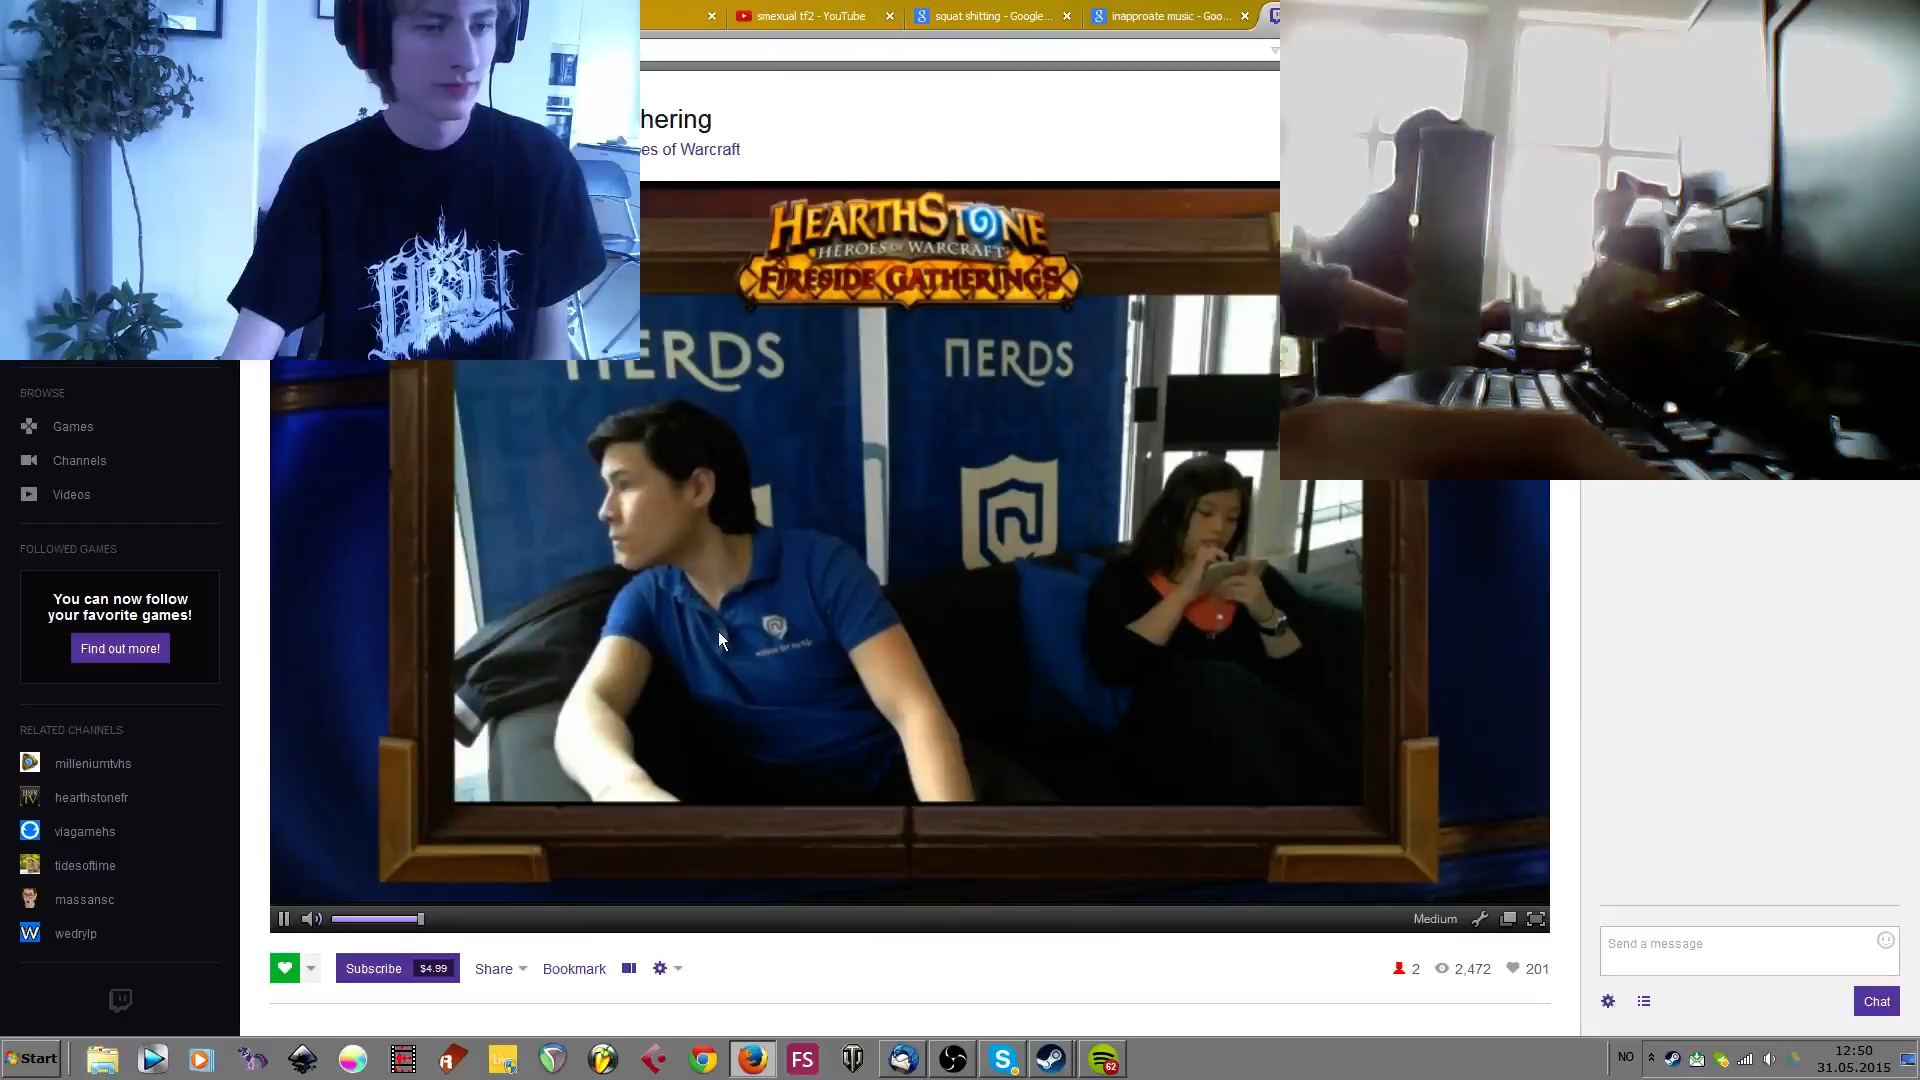 smexual tf2 - YouTube
squat shitting - Google...
inapproate music - Goo...
hering
es of Warcraft
HEARTHSTONE
HEROES OF WARCRAFT
FIRESIDE GATHERINGS
NERDS
NERDS
BROWSE
Games
Channels
Videos
FOLLOWED GAMES
You can now follow
your favorite games!
Find out more!
RELATED CHANNELS
milleniumtvhs
hearthstonefr
viagamehs
tidesoftime
massansc
wedrylp
Medium
Subscribe $4.99 Share Bookmark
2 2,472 201
Send a message
Chat
Start
FS
62
NO
12:50
31.05.2015